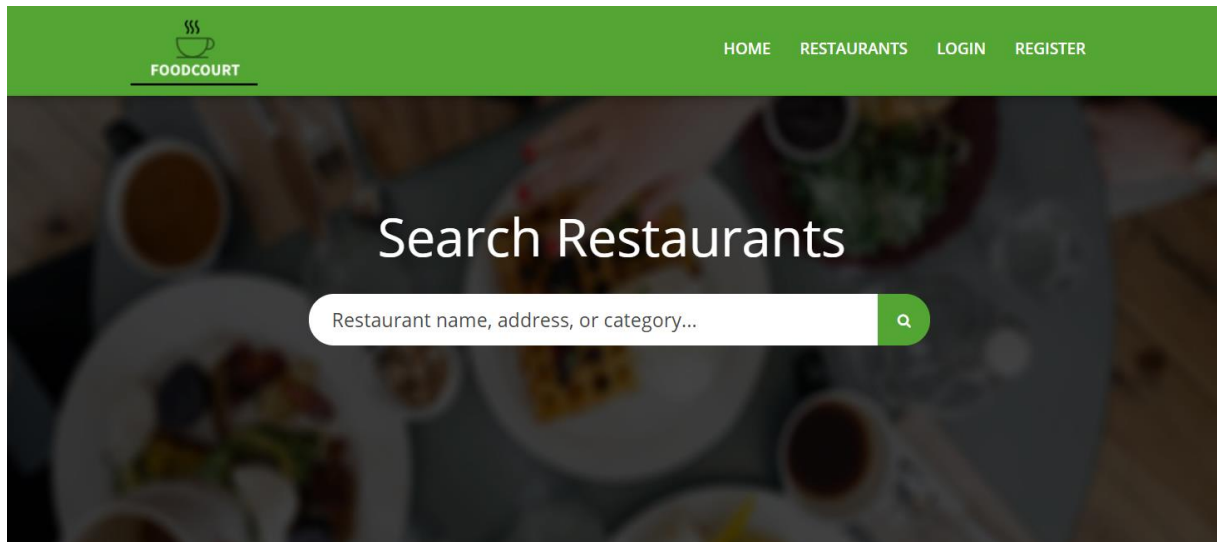 FOODCOURT
HOME RESTAURANTS LOGIN REGISTER
Search Restaurants
Restaurant name, address, or category...